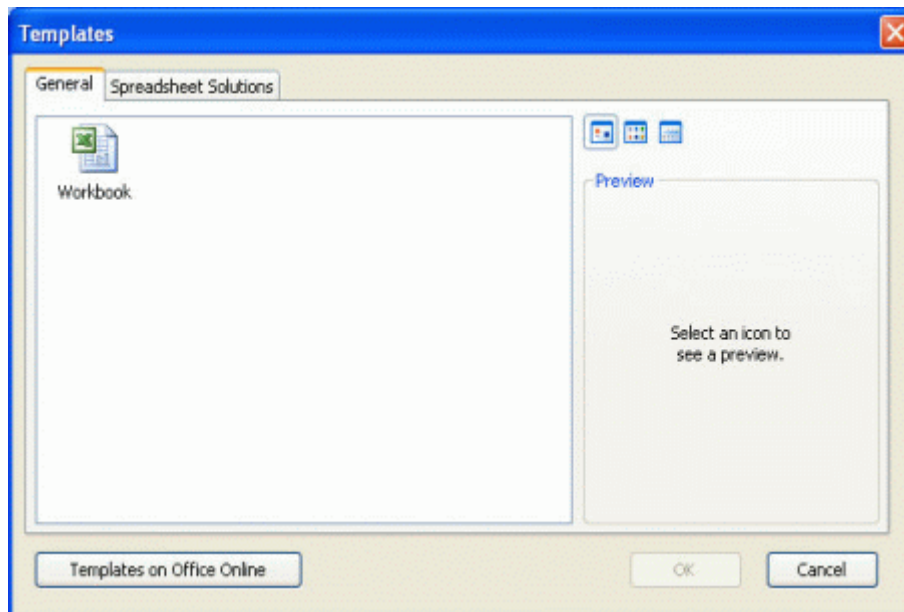 Templates
General
Spreadsheet Solutions
Workbook
Preview
Select an icon to
see a preview.
Templates on Office Online
OK
Cancel